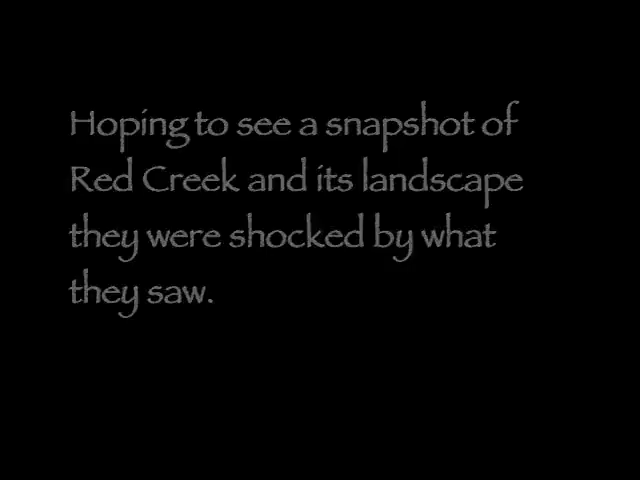 Hoping to see a snapshot of
Red Creek and its landscape
they were shocked by what
they saw.